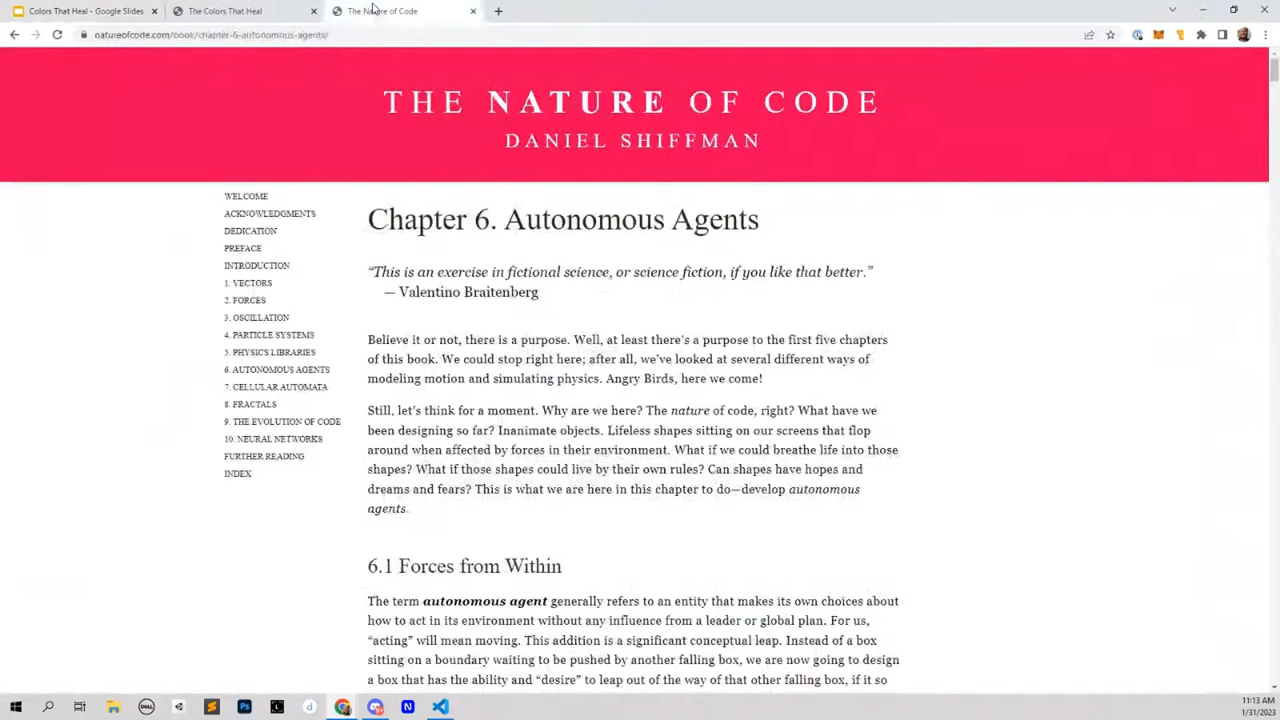 Colors That Heal - Google Slides
The Colors That Heal
The Nature of Code
natureofcode.com/book/chapter-6-autonomous-agents/
THE NATURE OF CODE
DANIEL SHIFFMAN
WELCOME
ACKNOWLEDGMENTS
DEDICATION
PREFACE
INTRODUCTION
1. VECTORS
2. FORCES
3. OSCILLATION
4. PARTICLE SYSTEMS
5. PHYSICS LIBRARIES
6. AUTONOMOUS AGENTS
7. CELLULAR AUTOMATA
8. FRACTALS
9. THE EVOLUTION OF CODE
10. NEURAL NETWORKS
FURTHER READING
INDEX
Chapter 6. Autonomous Agents
“This is an exercise in fictional science, or science fiction, if you like that better.”
— Valentino Braitenberg
Believe it or not, there is a purpose. Well, at least there’s a purpose to the first five chapters
of this book. We could stop right here; after all, we’ve looked at several different ways of
modeling motion and simulating physics. Angry Birds, here we come!
Still, let’s think for a moment. Why are we here? The nature of code, right? What have we
been designing so far? Inanimate objects. Lifeless shapes sitting on our screens that flop
around when affected by forces in their environment. What if we could breathe life into those
shapes? What if those shapes could live by their own rules? Can shapes have hopes and
dreams and fears? This is what we are here in this chapter to do—develop autonomous
agents.
6.1 Forces from Within
The term autonomous agent generally refers to an entity that makes its own choices about
how to act in its environment without any influence from a leader or global plan. For us,
“acting” will mean moving. This addition is a significant conceptual leap. Instead of a box
sitting on a boundary waiting to be pushed by another falling box, we are now going to design
a box that has the ability and “desire” to leap out of the way of that other falling box, if it so
11:13 AM
1/31/2023